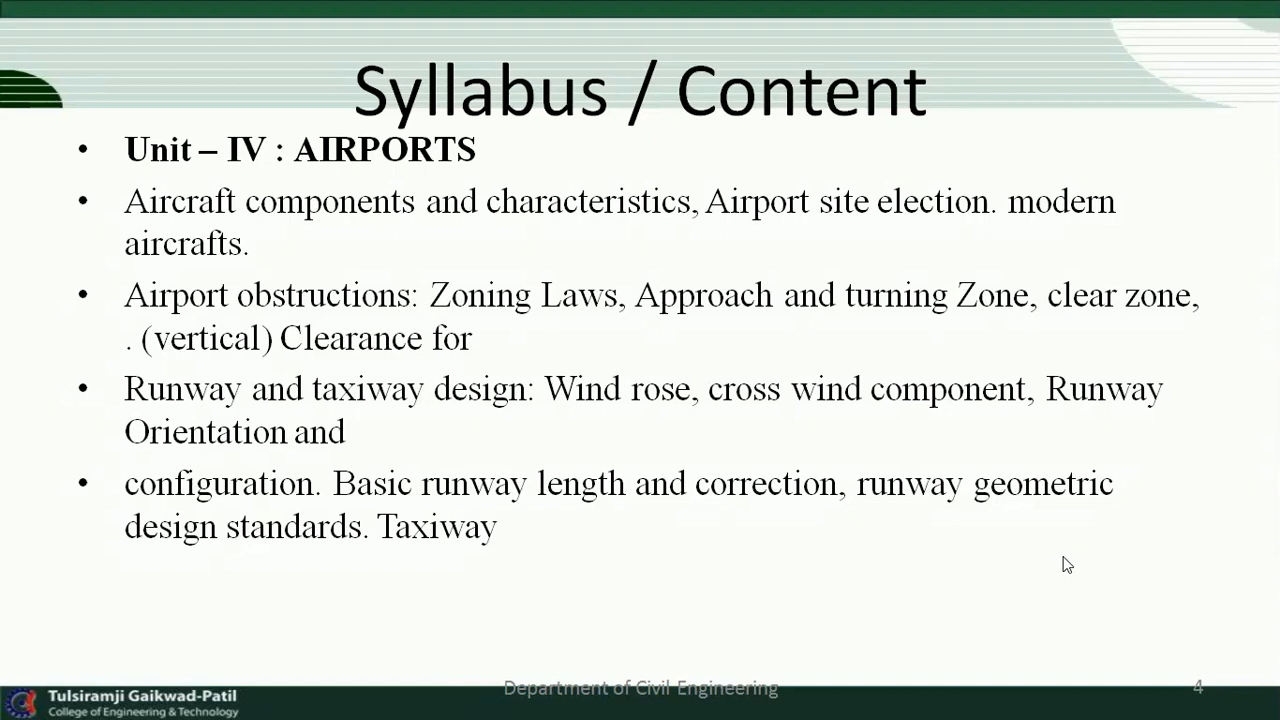 Syllabus / Content
• Unit – IV : AIRPORTS
• Aircraft components and characteristics, Airport site election. modern
aircrafts.
• Airport obstructions: Zoning Laws, Approach and turning Zone, clear zone,
. (vertical) Clearance for
• Runway and taxiway design: Wind rose, cross wind component, Runway
Orientation and
• configuration. Basic runway length and correction, runway geometric
design standards. Taxiway
Tulsiramji Gaikwad-Patil
College of Engineering & Technology
Department of Civil Engineering
4